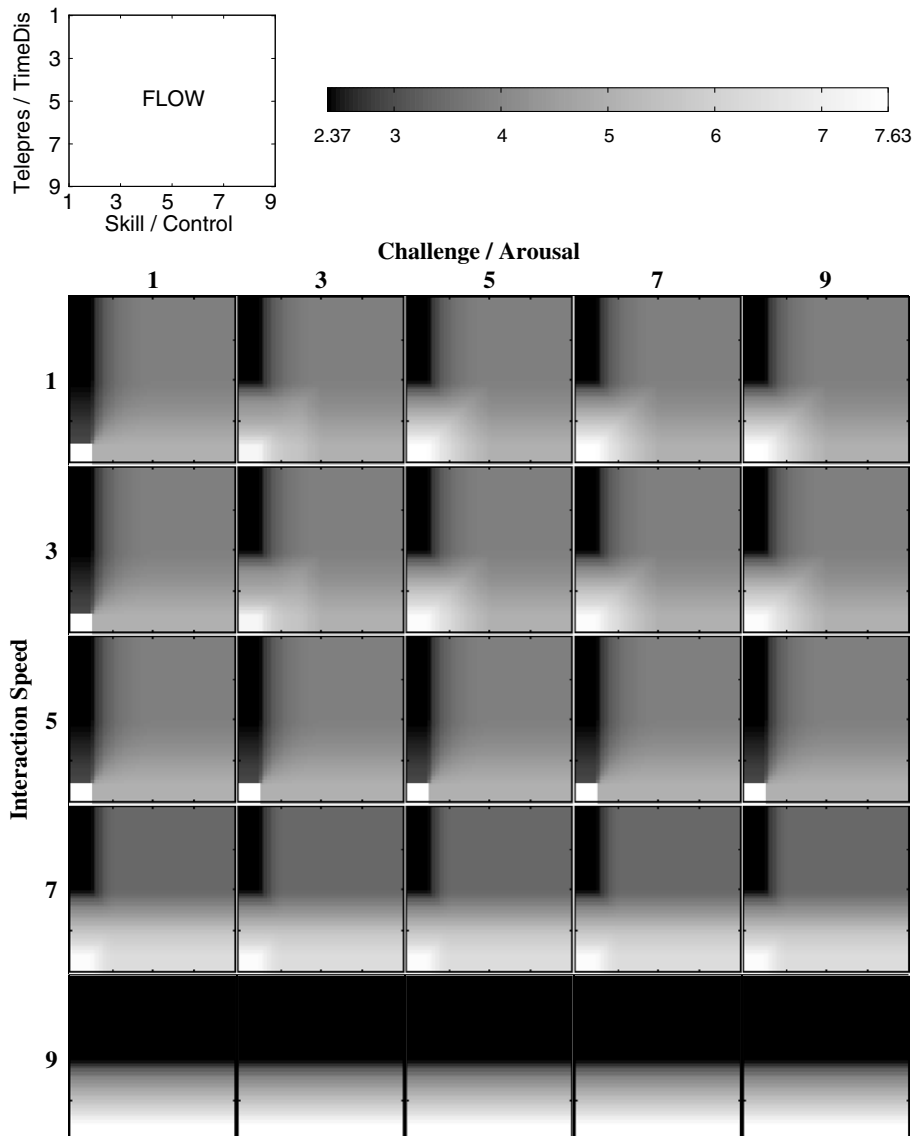 1
3
5
7
9
Telepres / TimeDis
FLOW
1 3 5 7 9
Skill / Control
2.37 3 4 5 6 7 7.63
Challenge / Arousal
1 3 5 7 9
Interaction Speed
1
3
5
7
9